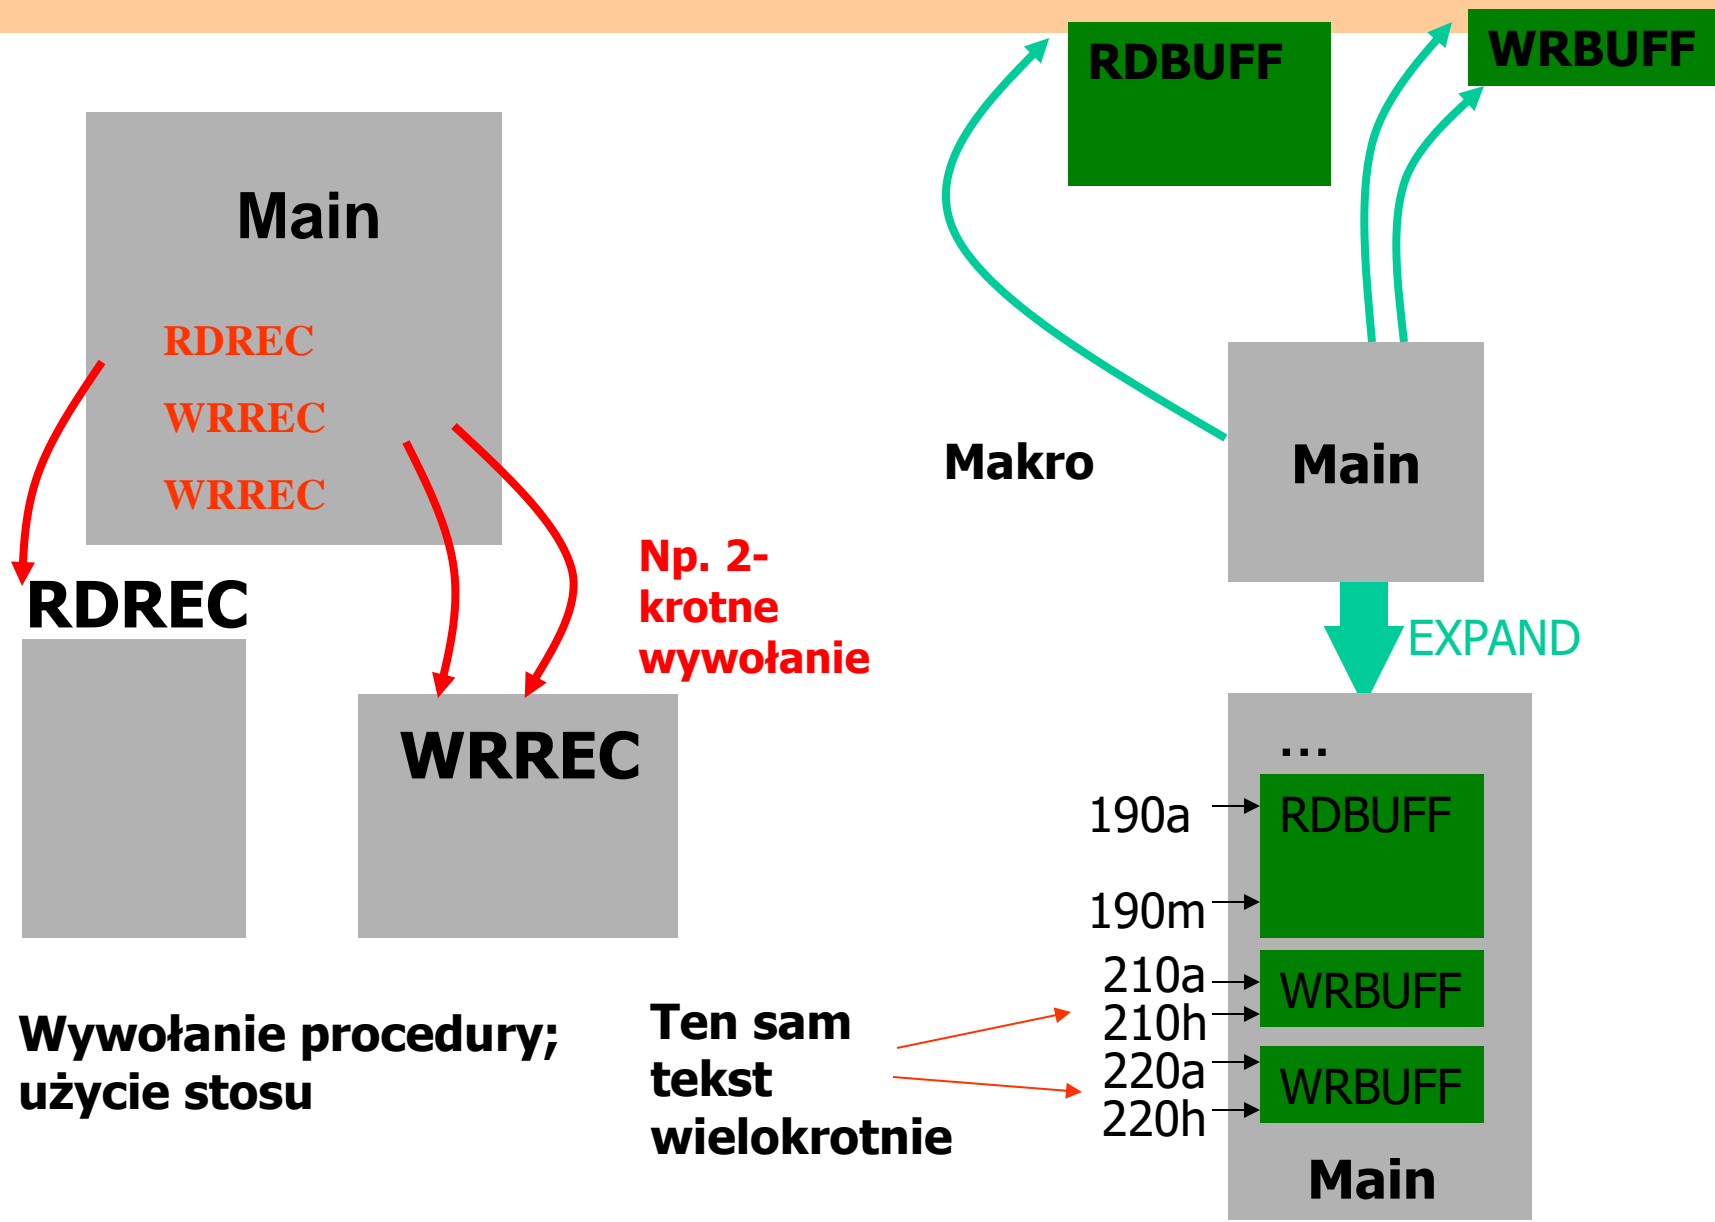 RDBUFF
WRBUFF
Main
RDREC
WRREC
WRREC
RDREC
WRREC
Np. 2-
krotne
wywołanie
Wywołanie procedury;
użycie stosu
Makro
Main
EXPAND
...
190a
RDBUFF
190m
210a
WRBUFF
210h
220a
WRBUFF
220h
Main
Ten sam
tekst
wielokrotnie